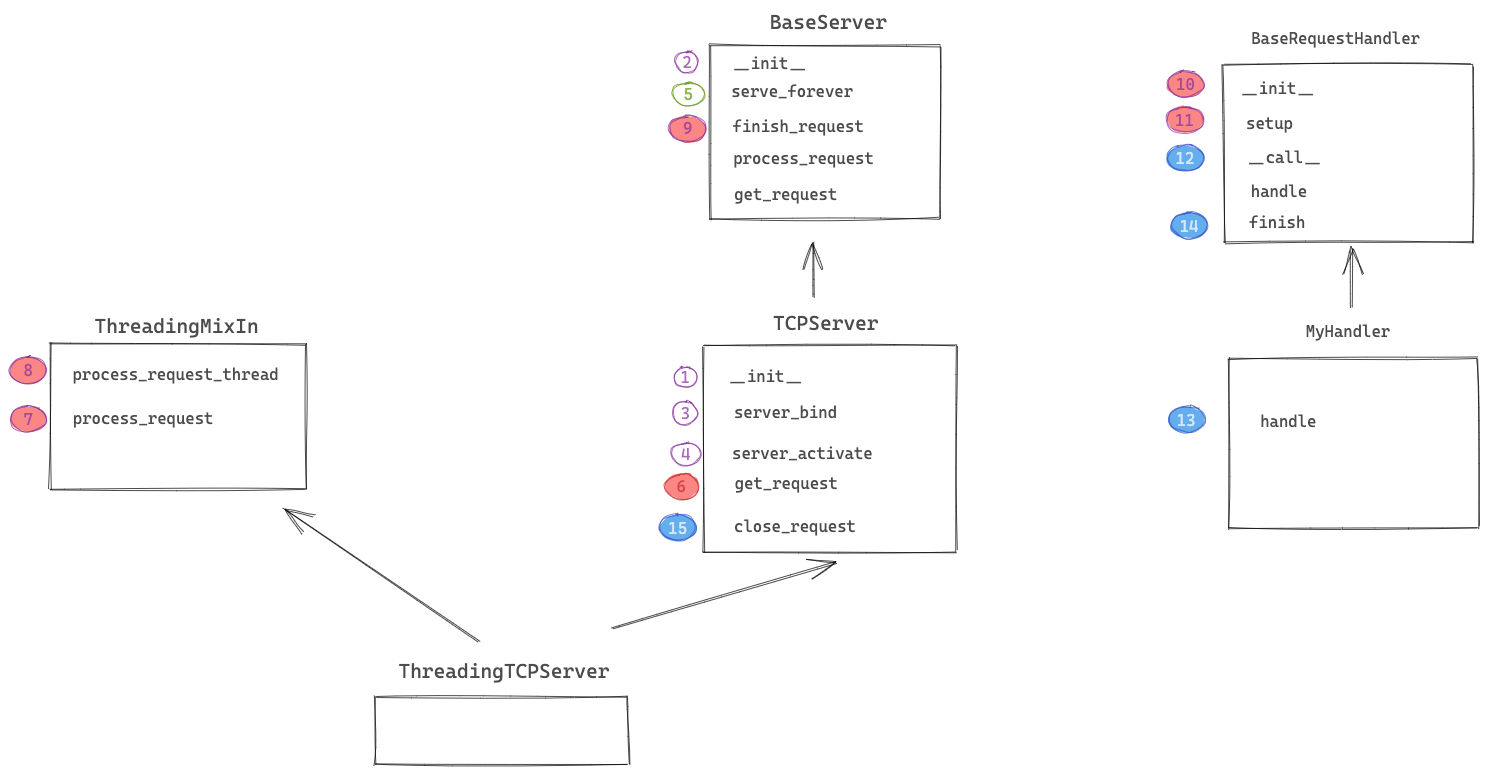 BaseServer
2 __init__
5 serve_forever
9 finish_request
process_request
get_request
BaseRequestHandler
10 __init__
11 setup
12 __call__
handle
14 finish
ThreadingMixIn
8 process_request_thread
7 process_request
TCPServer
1 __init__
3 server_bind
4 server_activate
6 get_request
15 close_request
MyHandler
13 handle
ThreadingTCPServer